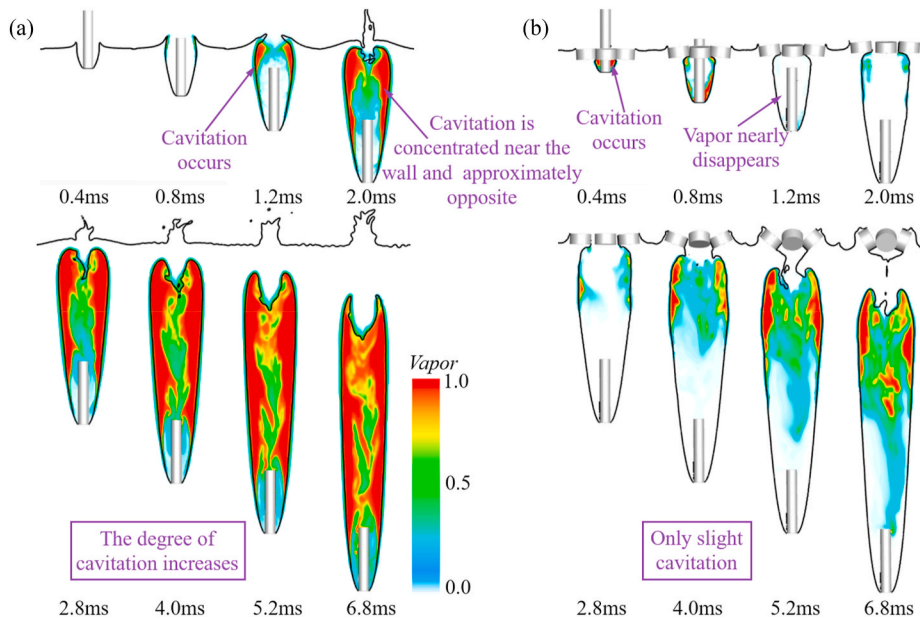 (a)
(b)
Cavitation
occurs
Cavitation is
concentrated near the
wall and approximately
opposite
Cavitation
occurs
Vapor nearly
disappears
0.4ms 0.8ms 1.2ms 2.0ms
0.4ms 0.8ms 1.2ms 2.0ms
Vapor
1.0
0.5
0.0
The degree of
cavitation increases
Only slight
cavitation
2.8ms 4.0ms 5.2ms 6.8ms
2.8ms 4.0ms 5.2ms 6.8ms